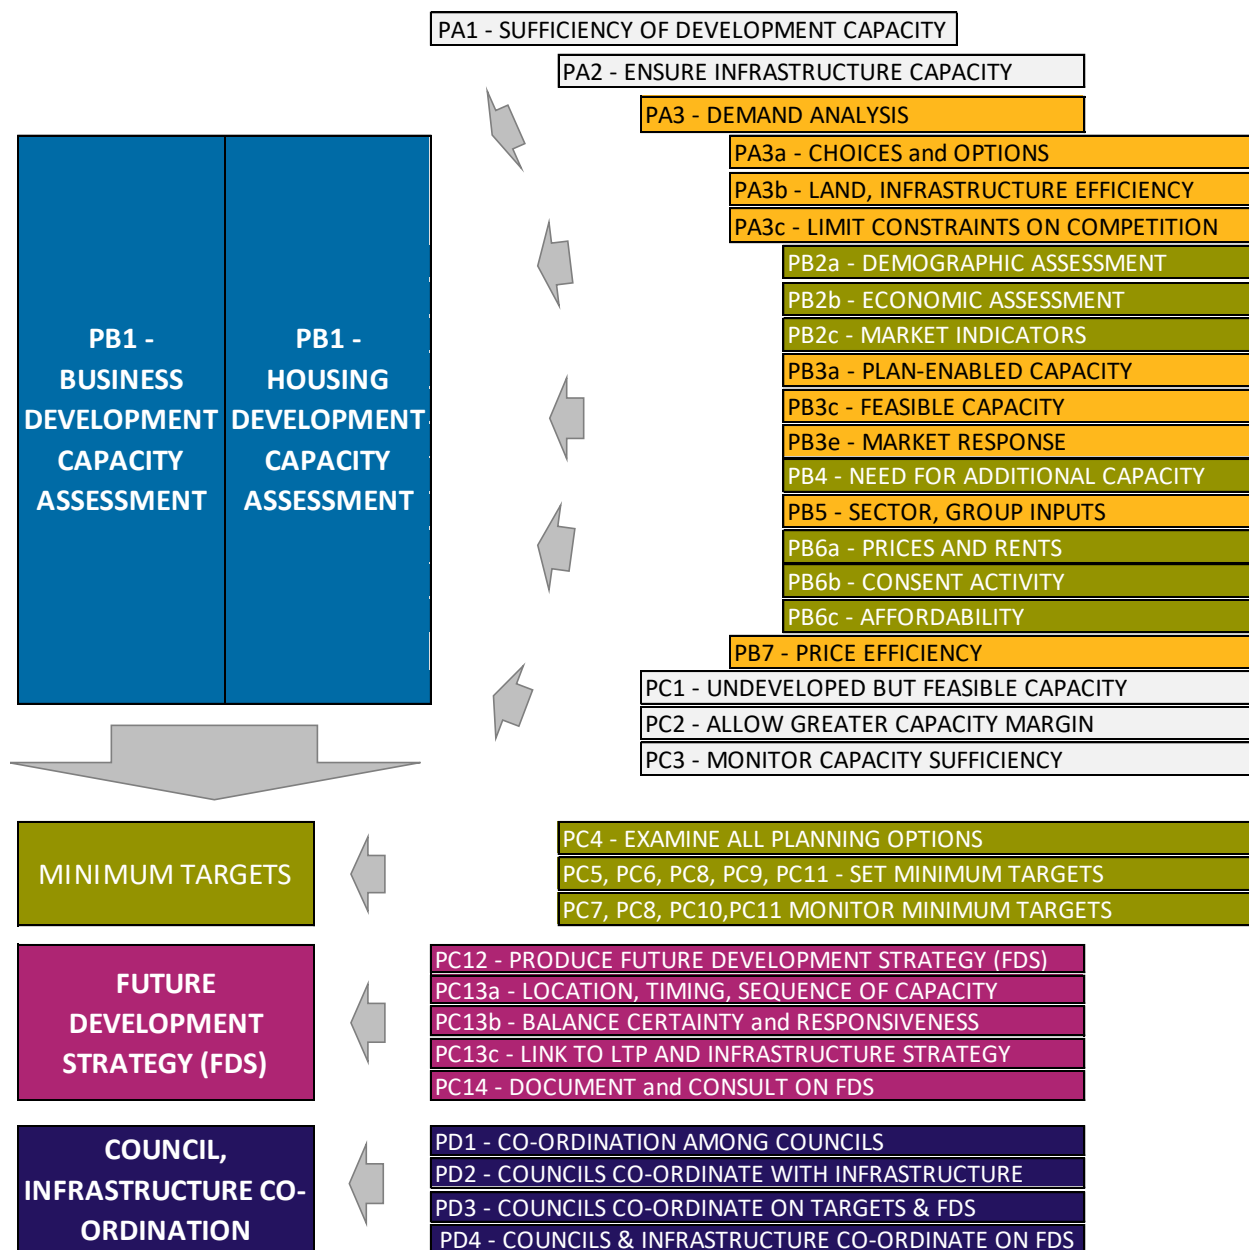 PA1 - SUFFICIENCY OF DEVELOPMENT CAPACITY
PA2 - ENSURE INFRASTRUCTURE CAPACITY
PA3 - DEMAND ANALYSIS
PA3a - CHOICES and OPTIONS
PA3b - LAND, INFRASTRUCTURE EFFICIENCY
PA3c - LIMIT CONSTRAINTS ON COMPETITION
PB2a - DEMOGRAPHIC ASSESSMENT
PB2b - ECONOMIC ASSESSMENT
PB2c - MARKET INDICATORS
PB3a - PLAN-ENABLED CAPACITY
PB3c - FEASIBLE CAPACITY
PB3e - MARKET RESPONSE
PB4 - NEED FOR ADDITIONAL CAPACITY
PB5 - SECTOR, GROUP INPUTS
PB6a - PRICES AND RENTS
PB6b - CONSENT ACTIVITY
PB6c - AFFORDABILITY
PB7 - PRICE EFFICIENCY
PC1 - UNDEVELOPED BUT FEASIBLE CAPACITY
PC2 - ALLOW GREATER CAPACITY MARGIN
PC3 - MONITOR CAPACITY SUFFICIENCY
PB1 -
BUSINESS
DEVELOPMENT
CAPACITY
ASSESSMENT
PB1 -
HOUSING
DEVELOPMENT
CAPACITY
ASSESSMENT
MINIMUM TARGETS
PC4 - EXAMINE ALL PLANNING OPTIONS
PC5, PC6, PC8, PC9, PC11 - SET MINIMUM TARGETS
PC7, PC8, PC10,PC11 MONITOR MINIMUM TARGETS
FUTURE
DEVELOPMENT
STRATEGY (FDS)
PC12 - PRODUCE FUTURE DEVELOPMENT STRATEGY (FDS)
PC13a - LOCATION, TIMING, SEQUENCE OF CAPACITY
PC13b - BALANCE CERTAINTY and RESPONSIVENESS
PC13c - LINK TO LTP AND INFRASTRUCTURE STRATEGY
PC14 - DOCUMENT and CONSULT ON FDS
COUNCIL,
INFRASTRUCTURE CO-
ORDINATION
PD1 - CO-ORDINATION AMONG COUNCILS
PD2 - COUNCILS CO-ORDINATE WITH INFRASTRUCTURE
PD3 - COUNCILS CO-ORDINATE ON TARGETS & FDS
PD4 - COUNCILS & INFRASTRUCTURE CO-ORDINATE ON FDS